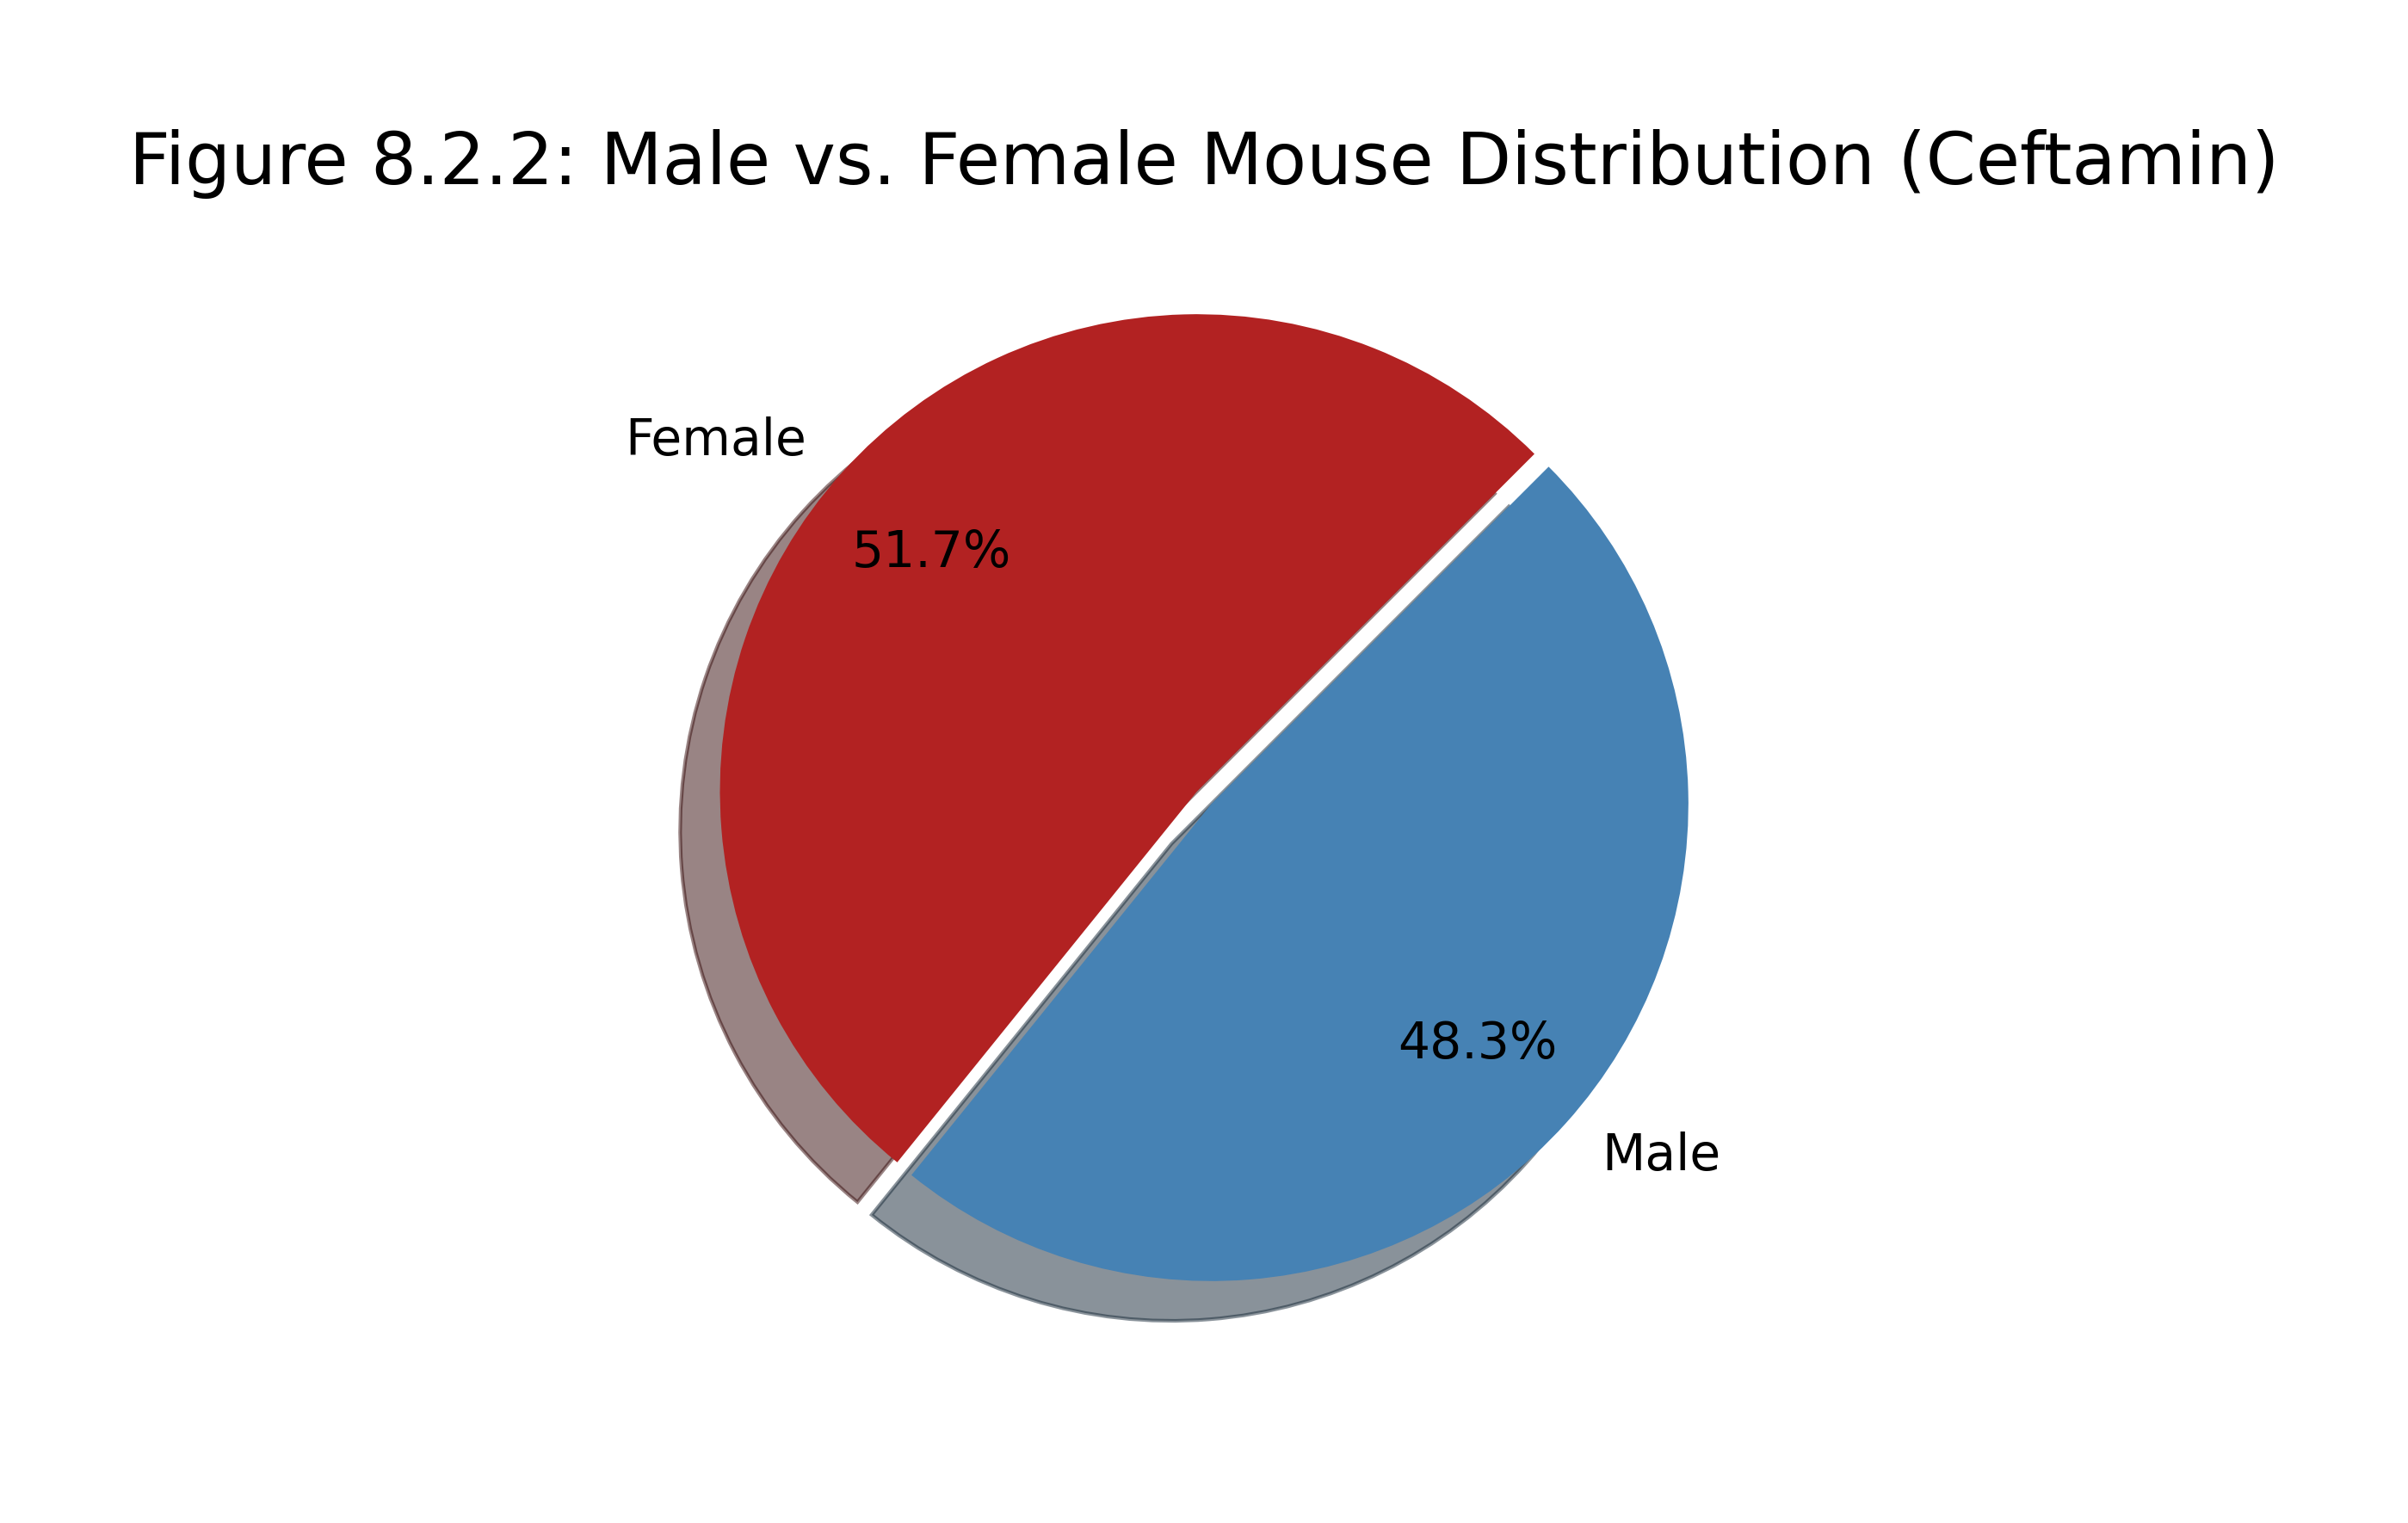 Figure 8.2.2: Male vs. Female Mouse Distribution (Ceftamin)
Female
51.7%
48.3%
Male